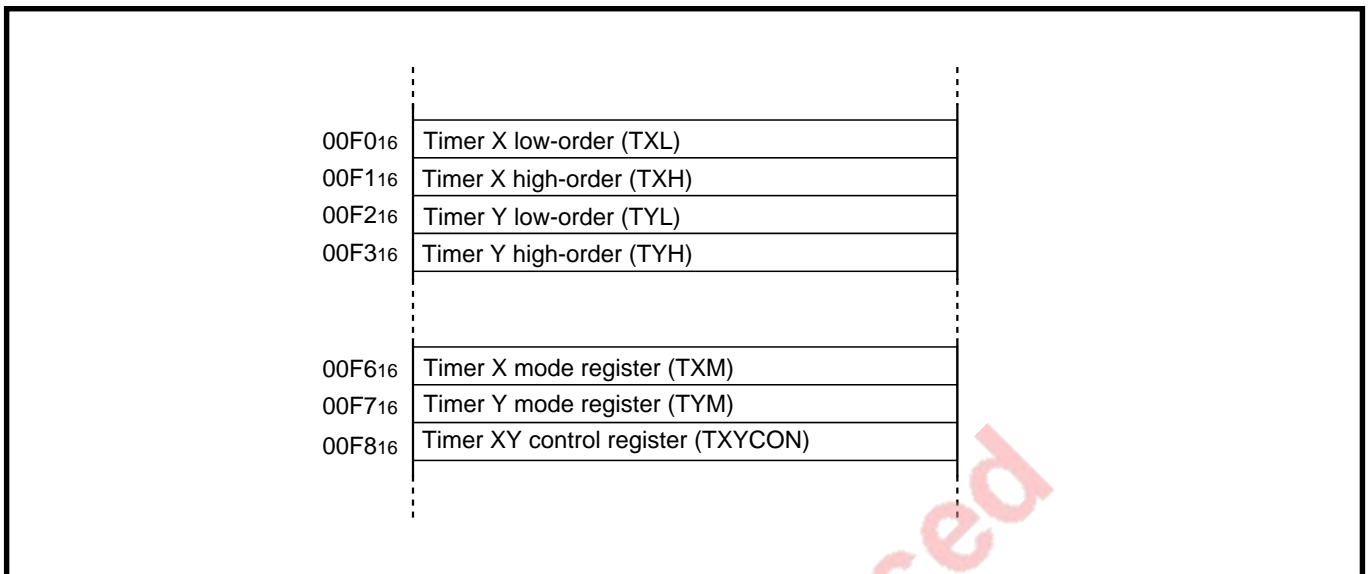 00F016 Timer X low-order (TXL)
00F116 Timer X high-order (TXH)
00F216 Timer Y low-order (TYL)
00F316 Timer Y high-order (TYH)
00F616 Timer X mode register (TXM)
00F716 Timer Y mode register (TYM)
00F816 Timer XY control register (TXYCON)